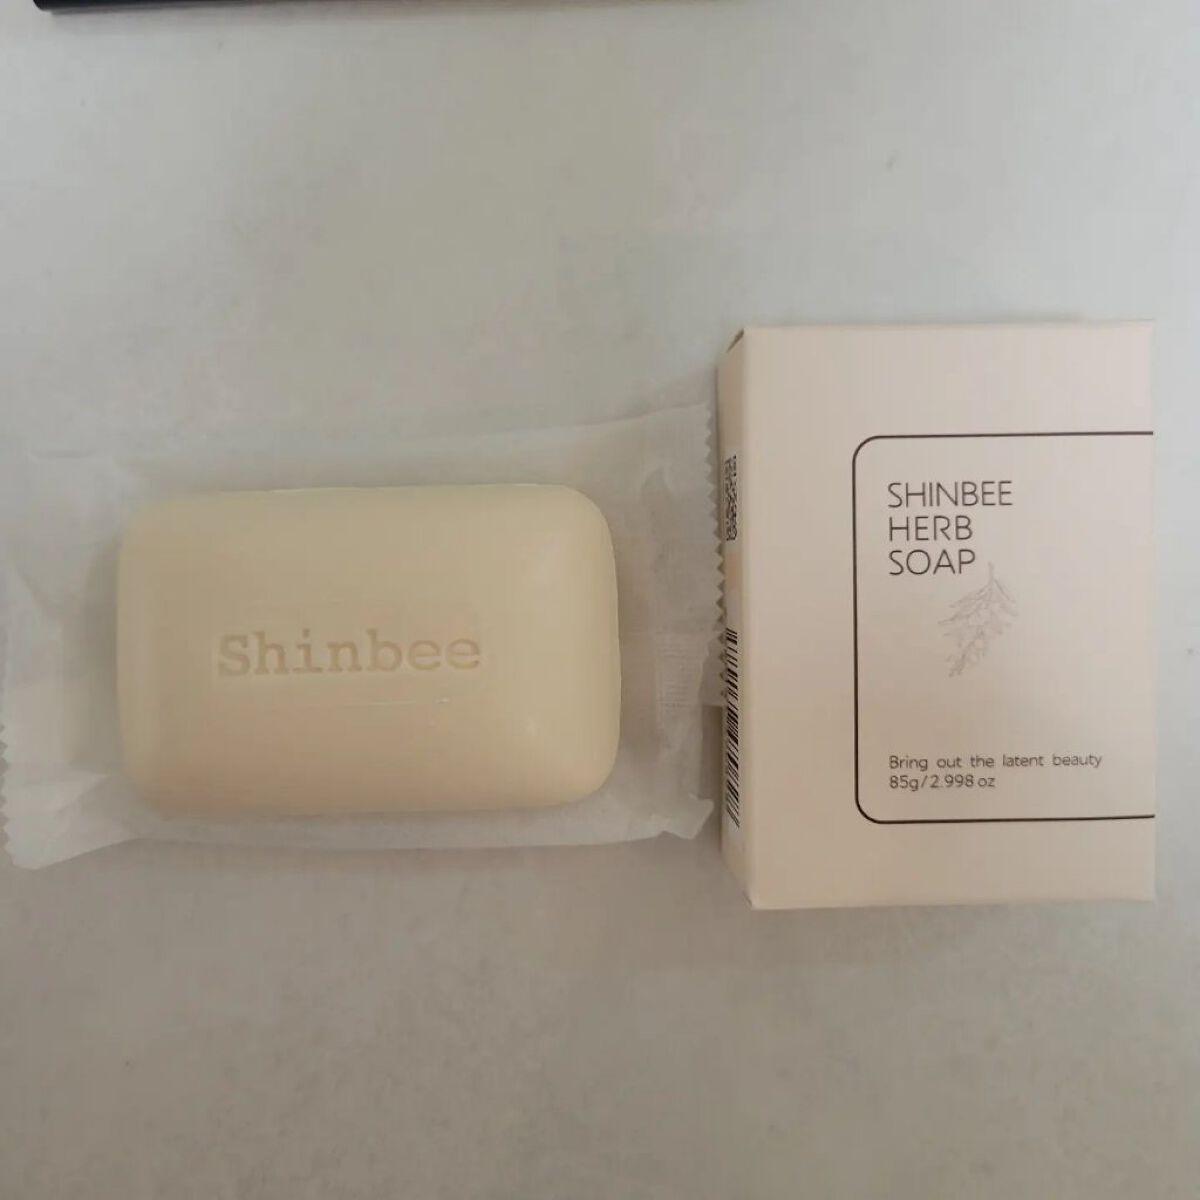 Shinbee
SHINBEE
HERB
SOAP
Bring out the latent beauty
85g/2.998 oz